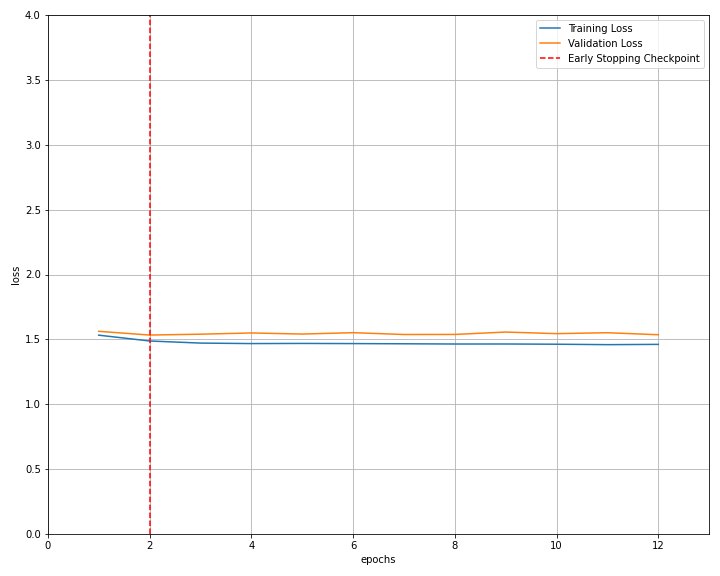 4.0
3.5
3.0
2.5
2.0
1.5
1.0
0.5
0.0
loss
0 2 4 6 8 10 12
epochs
Training Loss
Validation Loss
Early Stopping Checkpoint